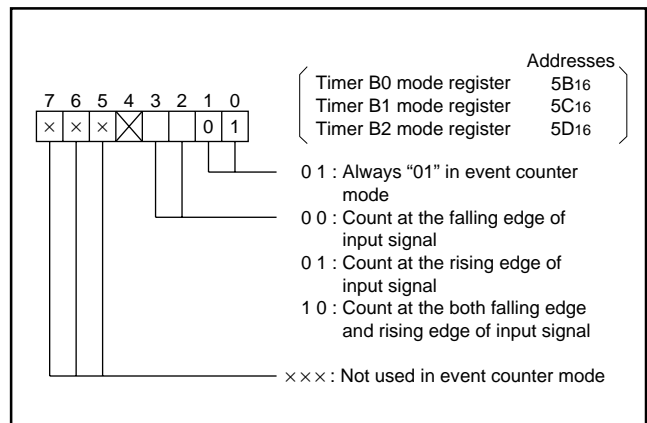 Addresses
Timer B0 mode register 5B16
Timer B1 mode register 5C16
Timer B2 mode register 5D16
7 6 5 4 3 2 1 0
× × × 0 1
0 1 : Always “01” in event counter
mode
0 0 : Count at the falling edge of
input signal
0 1 : Count at the rising edge of
input signal
1 0 : Count at the both falling edge
and rising edge of input signal
××× : Not used in event counter mode